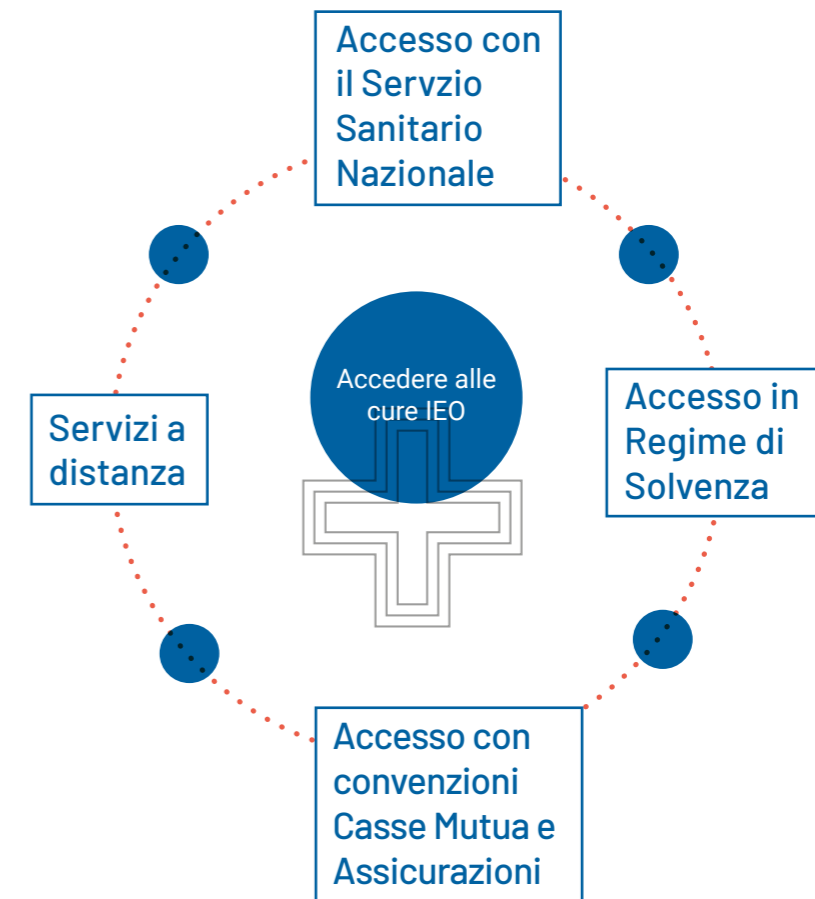 Accesso con
il Servzio
Sanitario
Nazionale
Accedere alle
cure IEO
Servizi a
distanza
Accesso in
Regime di
Solvenza
Accesso con
convenzioni
Casse Mutua e
Assicurazioni